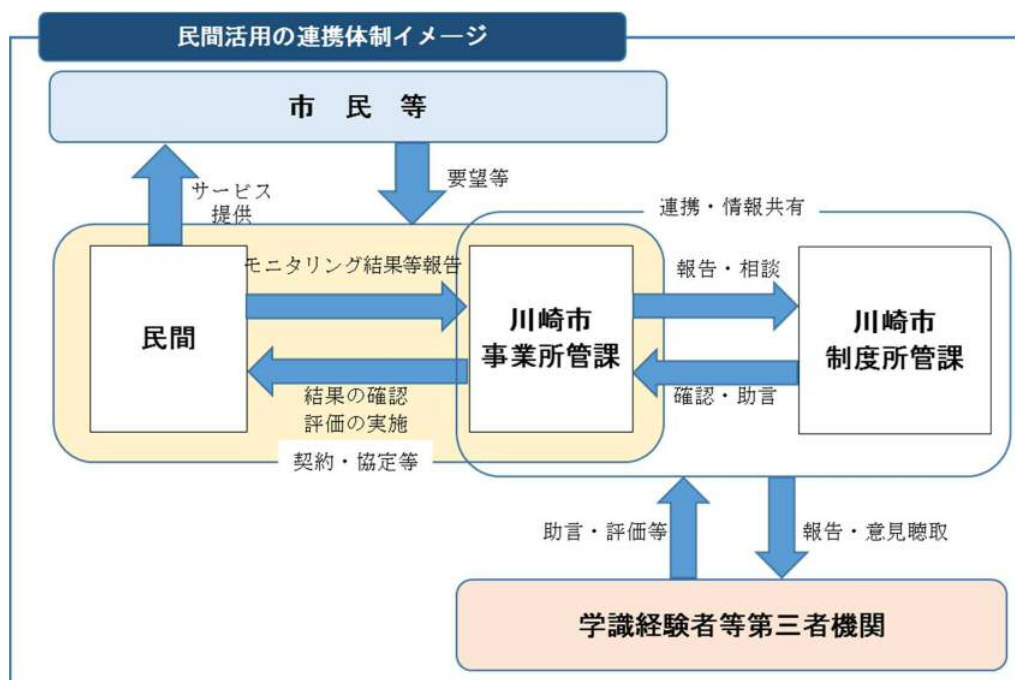 民間活用の連携体制イメージ
市 民 等
サービス
提供
要望等
連携・情報共有
モニタリング結果等報告
報告・相談
民間
川崎市
事業所管課
川崎市
制度所管課
結果の確認
評価の実施
確認・助言
契約・協定等
助言・評価等
報告・意見聴取
学識経験者等第三者機関